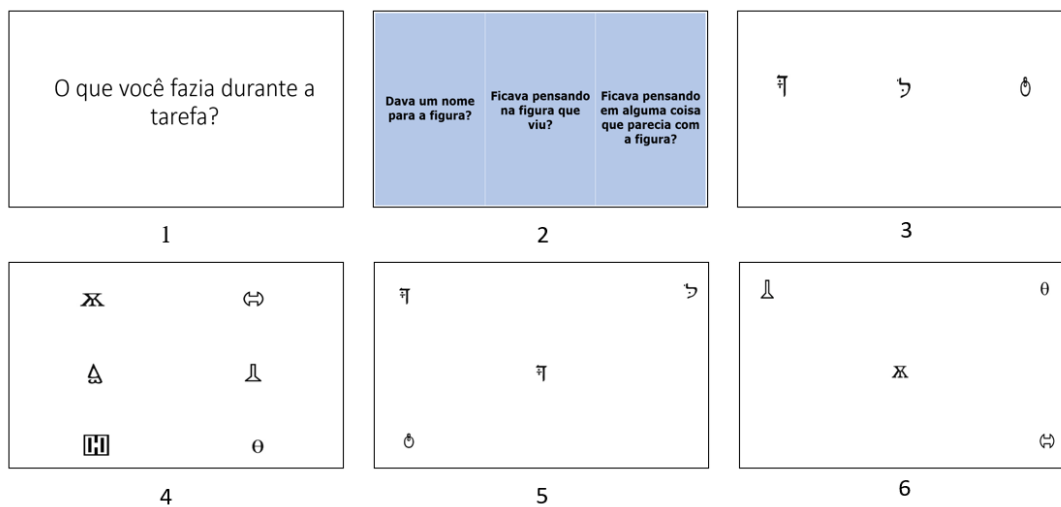 O que você fazia durante a
tarefa?
Dava um nome
para a figura?
Ficava pensando
na figura que
viu?
Ficava pensando
em alguma coisa
que parecia com
a figura?
1
2
3
Ѫ
θ
θ
Ѫ
4
5
6